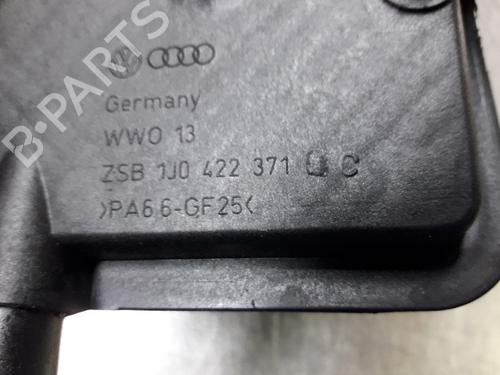 Germany
WWO 13
ZSB 1J0 422 371 C
>PA6.6-GF25<
B-PARTS